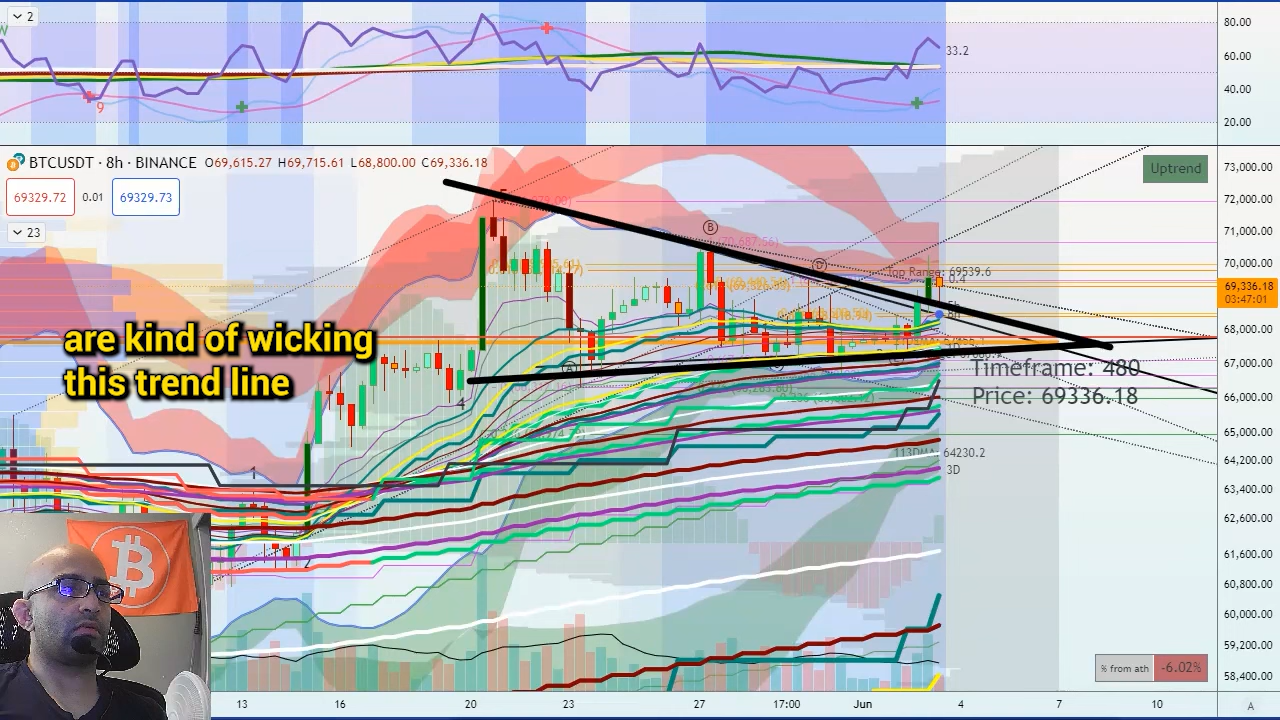 2
80.00
60.00
40.00
20.00
33.2
9
BTCUSDT · 8h · BINANCE O69,615.27 H69,715.61 L68,800.00 C69,336.18
69329.72 0.01 69329.73
23
Uptrend
73,000.00
72,000.00
71,000.00
70,000.00
69,336.18
03:47:01
68,000.00
67,000.00
66,000.00
65,000.00
64,200.00
63,400.00
62,600.00
61,600.00
60,800.00
60,000.00
59,200.00
58,400.00
5
B
Top Range: 69539.6
are kind of wicking
this trend line
Timeframe: 480
Price: 69336.18
4
1
2
113DMA: 64230.2
3D
% from ath -6.02%
13 16 20 23 27 17:00 Jun 4 7 10 A